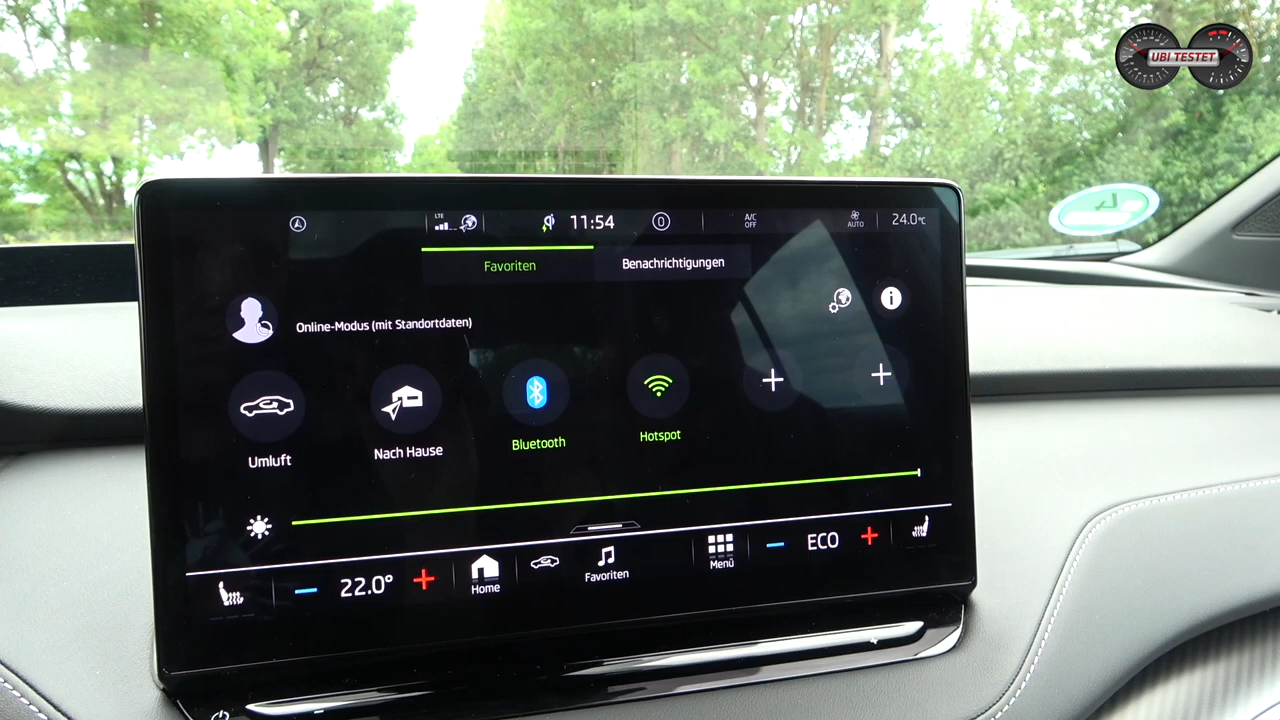 UBI TESTET
LTE
11:54
A/C
OFF
AUTO
24.0°C
Favoriten
Benachrichtigungen
Online-Modus (mit Standortdaten)
Umluft
Nach Hause
Bluetooth
Hotspot
22.0°
Home
Favoriten
Menü
ECO